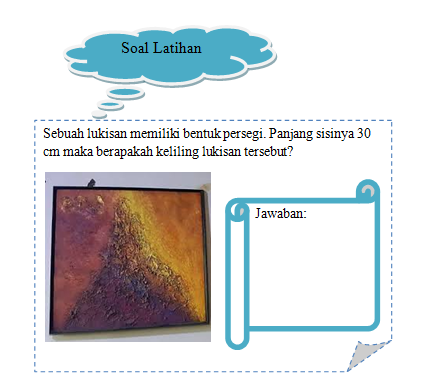 Soal Latihan
Sebuah lukisan memiliki bentuk persegi. Panjang sisinya 30
cm maka berapakah keliling lukisan tersebut?
Jawaban: